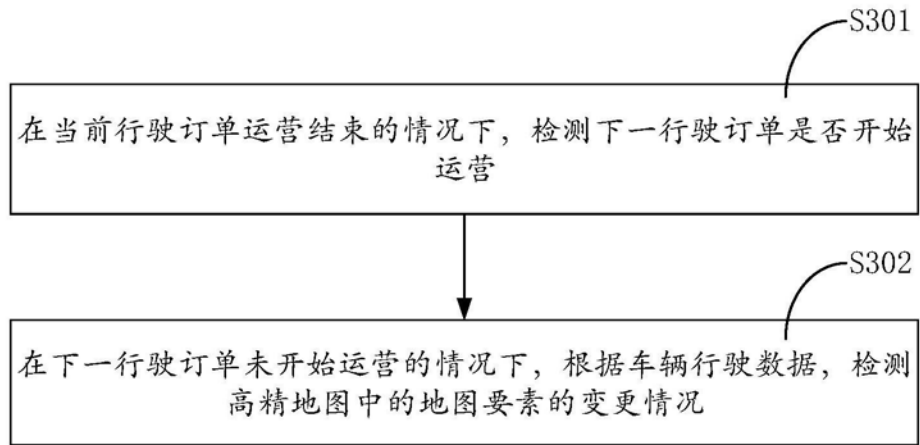 S301
在当前行驶订单运营结束的情况下，检测下一行驶订单是否开始
运营
S302
在下一行驶订单未开始运营的情况下，根据车辆行驶数据，检测
高精地图中的地图要素的变更情况